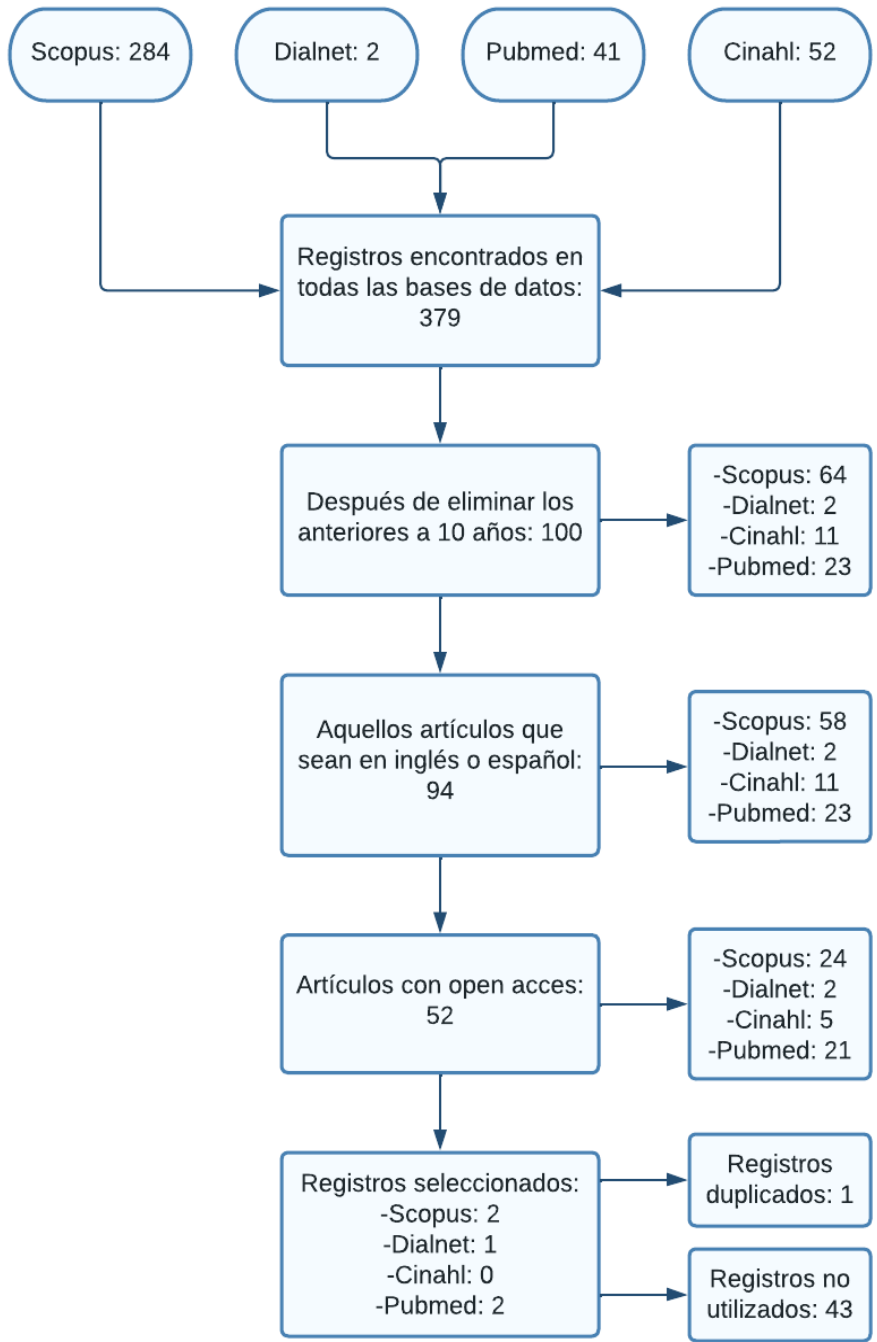 Scopus: 284
Dialnet: 2
Pubmed: 41
Cinahl: 52
Registros encontrados en
todas las bases de datos:
379
Después de eliminar los
anteriores a 10 años: 100
-Scopus: 64
-Dialnet: 2
-Cinahl: 11
-Pubmed: 23
Aquellos artículos que
sean en inglés o español:
94
-Scopus: 58
-Dialnet: 2
-Cinahl: 11
-Pubmed: 23
Artículos con open acces:
52
-Scopus: 24
-Dialnet: 2
-Cinahl: 5
-Pubmed: 21
Registros seleccionados:
-Scopus: 2
-Dialnet: 1
-Cinahl: 0
-Pubmed: 2
Registros
duplicados: 1
Registros no
utilizados: 43